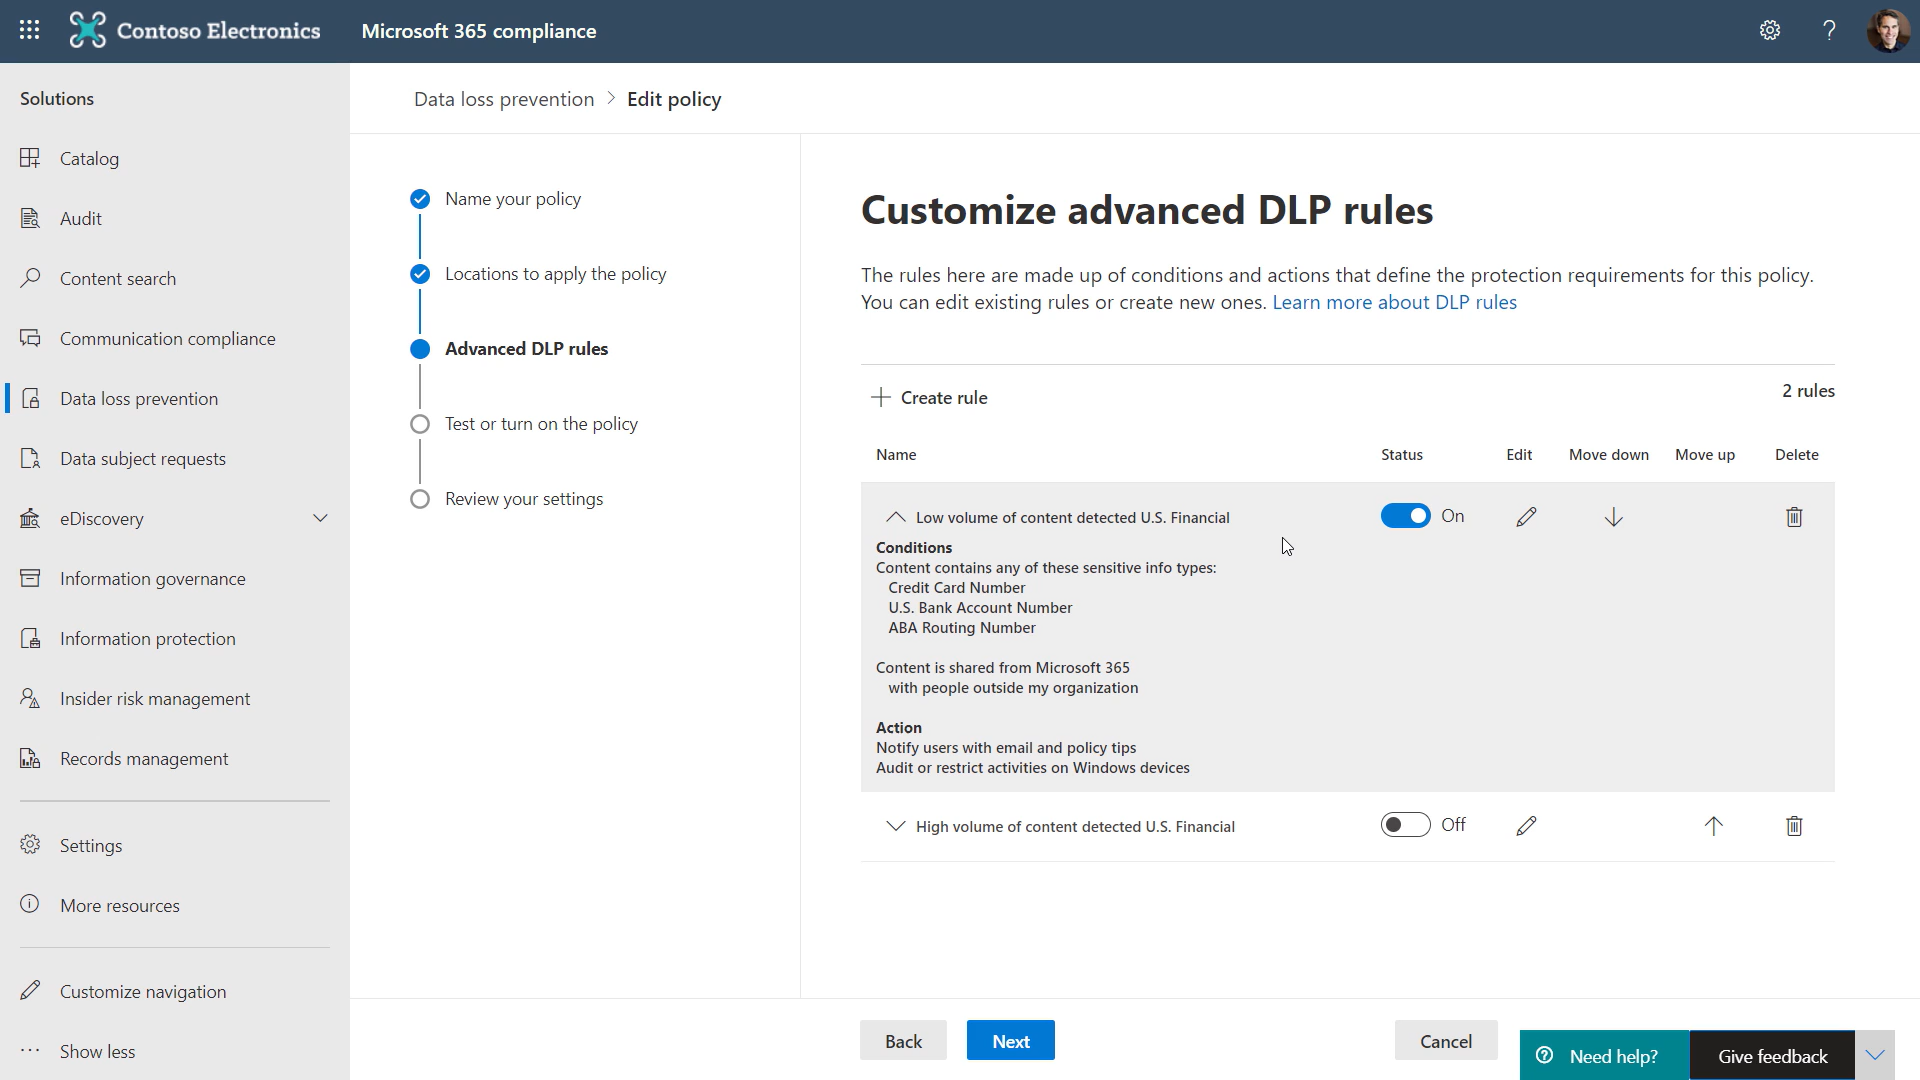 Contoso Electronics
Microsoft 365 compliance
Solutions
Catalog
Audit
Content search
Communication compliance
Data loss prevention
Data subject requests
eDiscovery
Information governance
Information protection
Insider risk management
Records management
Settings
More resources
Customize navigation
Show less
Data loss prevention > Edit policy
Name your policy
Locations to apply the policy
Advanced DLP rules
Test or turn on the policy
Review your settings
Customize advanced DLP rules
The rules here are made up of conditions and actions that define the protection requirements for this policy.
You can edit existing rules or create new ones. Learn more about DLP rules
Create rule
2 rules
Name Status Edit Move down Move up Delete
Low volume of content detected U.S. Financial On
Conditions
Content contains any of these sensitive info types:
Credit Card Number
U.S. Bank Account Number
ABA Routing Number
Content is shared from Microsoft 365
with people outside my organization
Action
Notify users with email and policy tips
Audit or restrict activities on Windows devices
High volume of content detected U.S. Financial Off
Back Next Cancel
Need help? Give feedback